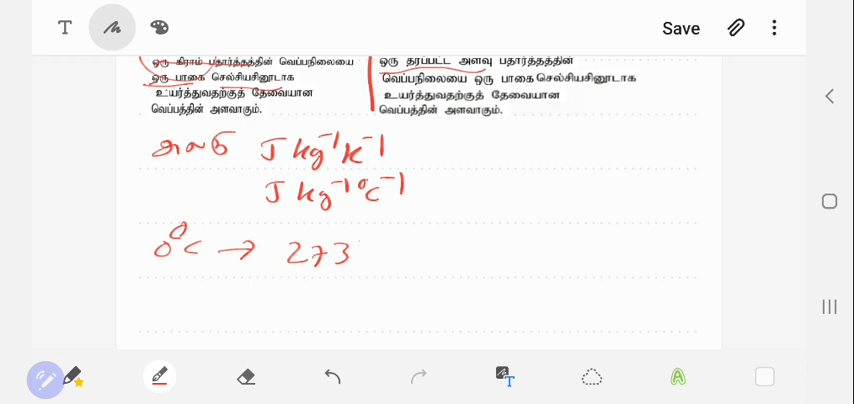 Save
ஒரு கிராம் பதார்த்தத்தின் வெப்பநிலையை
ஒரு பாகை செல்சியசினூடாக
உயர்த்துவதற்குத் தேவையான
வெப்பத்தின் அளவாகும்.
ஒரு தரப்பட்ட அளவு பதார்த்தத்தின்
வெப்பநிலையை ஒரு பாகை செல்சியசினூடாக
உயர்த்துவதற்குத் தேவையான
வெப்பத்தின் அளவாகும்.
அலகு J kg⁻¹ K⁻¹
J kg⁻¹ °C⁻¹
0°C → 273